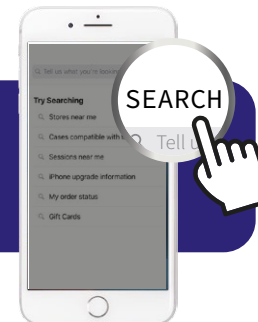 Tell us what you're looking
SEARCH
Tell u
Try Searching
Stores near me
Cases compatible with
Sessions near me
iPhone upgrade information
My order status
Gift Cards